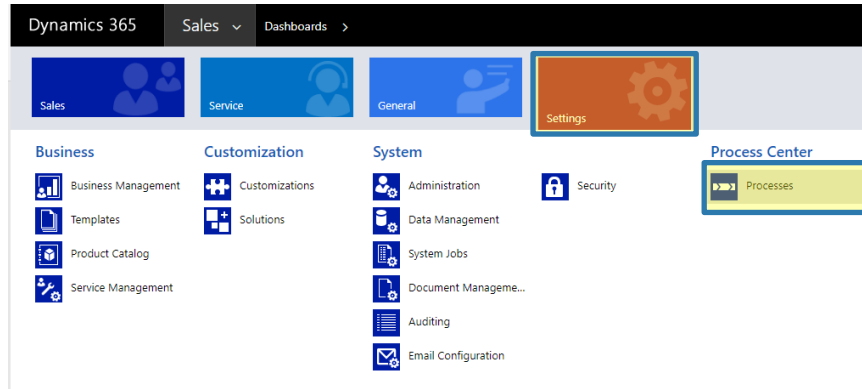 Dynamics 365 Sales Dashboards >
Sales Service General Settings
Business Customization System Process Center
Business Management Customizations Administration Security Processes
Templates Solutions Data Management
Product Catalog System Jobs
Service Management Document Manageme...
Auditing
Email Configuration